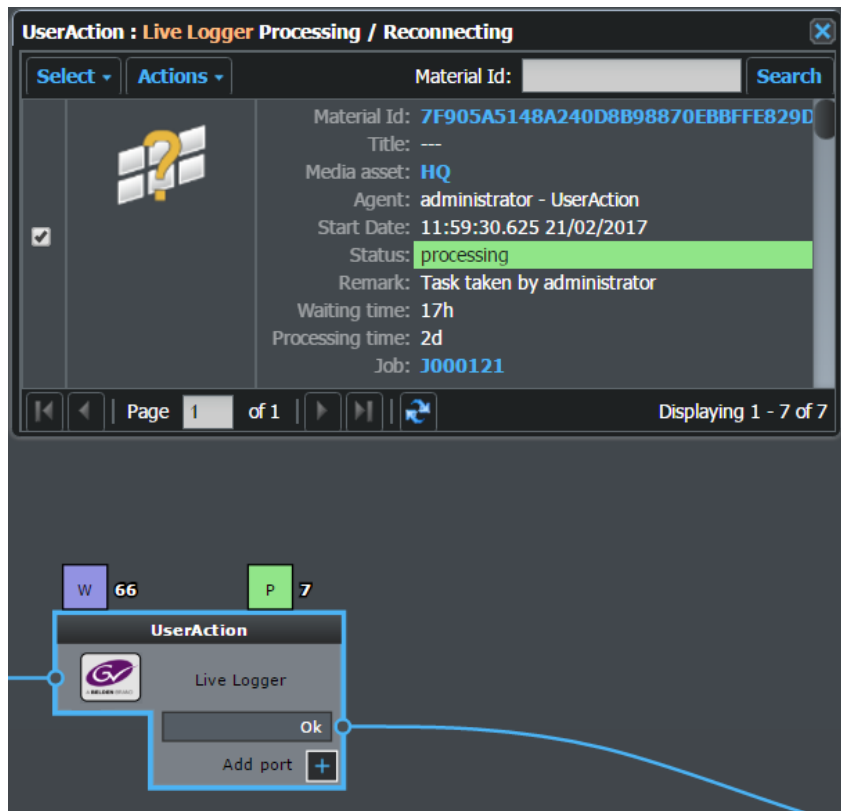 UserAction : Live Logger Processing / Reconnecting
Select Actions Material Id: Search
Material Id: 7F905A5148A240D8B98870EBBFFE829D
Title: ---
Media asset: HQ
Agent: administrator - UserAction
Start Date: 11:59:30.625 21/02/2017
Status: processing
Remark: Task taken by administrator
Waiting time: 17h
Processing time: 2d
Job: J000121
Page 1 of 1 Displaying 1 - 7 of 7
W 66 P 7
UserAction
GV
A BELDEN BRAND
Live Logger
Ok
Add port +